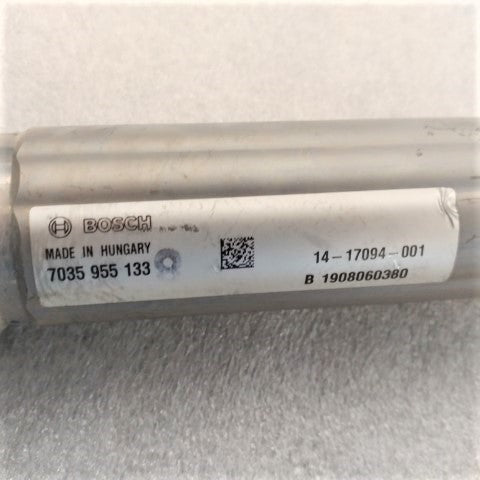 BOSCH
MADE IN HUNGARY
7035 955 133
14-17094-001
B 1908060380